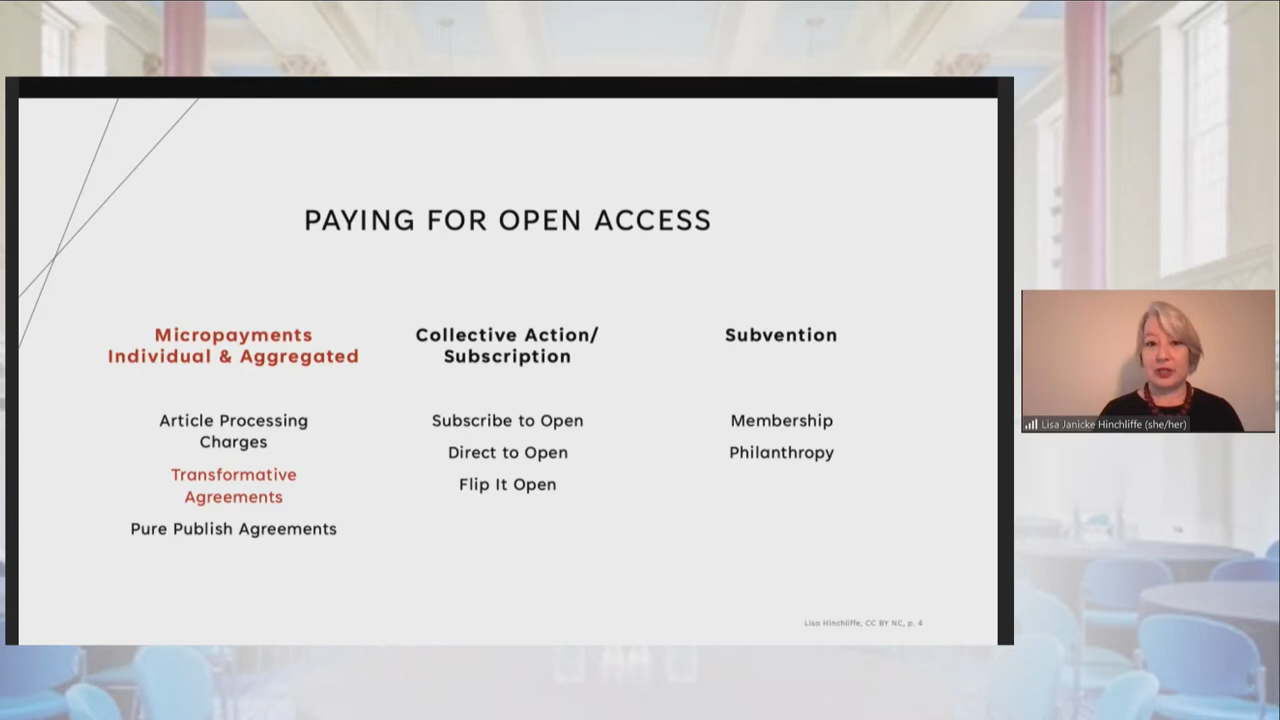 PAYING FOR OPEN ACCESS
Micropayments
Individual & Aggregated
Article Processing
Charges
Transformative
Agreements
Pure Publish Agreements
Collective Action/
Subscription
Subscribe to Open
Direct to Open
Flip It Open
Subvention
Membership
Philanthropy
Lisa Hinchliffe, CC BY NC, p. 4
Lisa Janicke Hinchliffe (she/her)